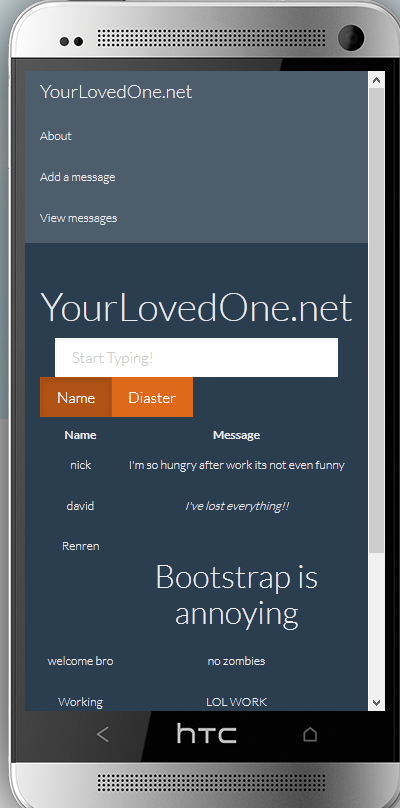 YourLovedOne.net
About
Add a message
View messages
YourLovedOne.net
Start Typing!
Name Diaster
Name Message
nick I'm so hungry after work its not even funny
david I've lost everything!!
Renren
Bootstrap is
annoying
welcome bro no zombies
Working LOL WORK
hTC